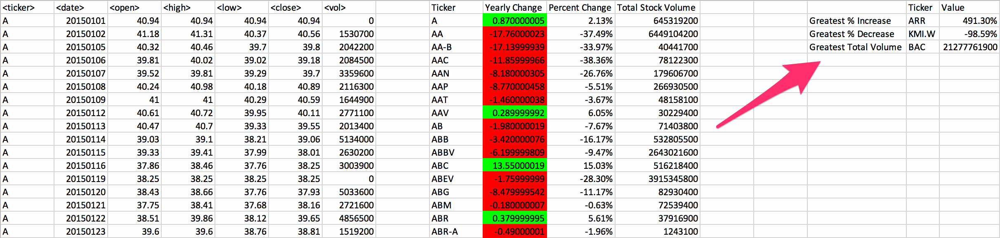 <ticker> <date> <open> <high> <low> <close> <vol> Ticker Yearly Change Percent Change Total Stock Volume Ticker Value
A 20150101 40.94 40.94 40.94 40.94 0 A 0.870000005 2.13% 645319200 Greatest % Increase ARR 491.30%
A 20150102 41.18 41.31 40.37 40.56 1530700 AA -17.76000023 -37.49% 6449104200 Greatest % Decrease KMI.W -98.59%
A 20150105 40.32 40.46 39.7 39.8 2042200 AA-B -17.13999939 -33.97% 40441700 Greatest Total Volume BAC 21277761900
A 20150106 39.81 40.02 39.02 39.18 2084500 AAC -11.85999966 -38.36% 78122300
A 20150107 39.52 39.81 39.29 39.7 3359600 AAN -8.180000305 -26.76% 179606700
A 20150108 40.24 40.98 40.18 40.89 2116300 AAP -8.770000458 -5.51% 266930500
A 20150109 41 41 40.29 40.59 1644900 AAT -1.460000038 -3.67% 48158100
A 20150112 40.61 40.72 39.95 40.11 2771100 AAV 0.289999992 6.05% 30229400
A 20150113 40.47 40.7 39.33 39.55 2013400 AB -1.980000019 -7.67% 71403800
A 20150114 39.03 39.1 38.21 39.06 5134000 ABB -3.420000076 -16.17% 532805500
A 20150115 39.33 39.41 37.99 38.01 2630200 ABBV -6.199999809 -9.47% 2643021600
A 20150116 37.86 38.46 37.76 38.25 3003900 ABC 13.55000019 15.03% 516218400
A 20150119 38.25 38.25 38.25 38.25 0 ABEV -1.75999999 -28.30% 3915345800
A 20150120 38.43 38.66 37.76 37.93 5033600 ABG -8.479999542 -11.17% 82930400
A 20150121 37.75 38.41 37.68 38.16 2721600 ABM -0.180000007 -0.63% 72539400
A 20150122 38.51 39.86 38.12 39.65 4856500 ABR 0.379999995 5.61% 37916900
A 20150123 39.6 39.6 38.76 38.81 1519200 ABR-A -0.49000001 -1.96% 1243100